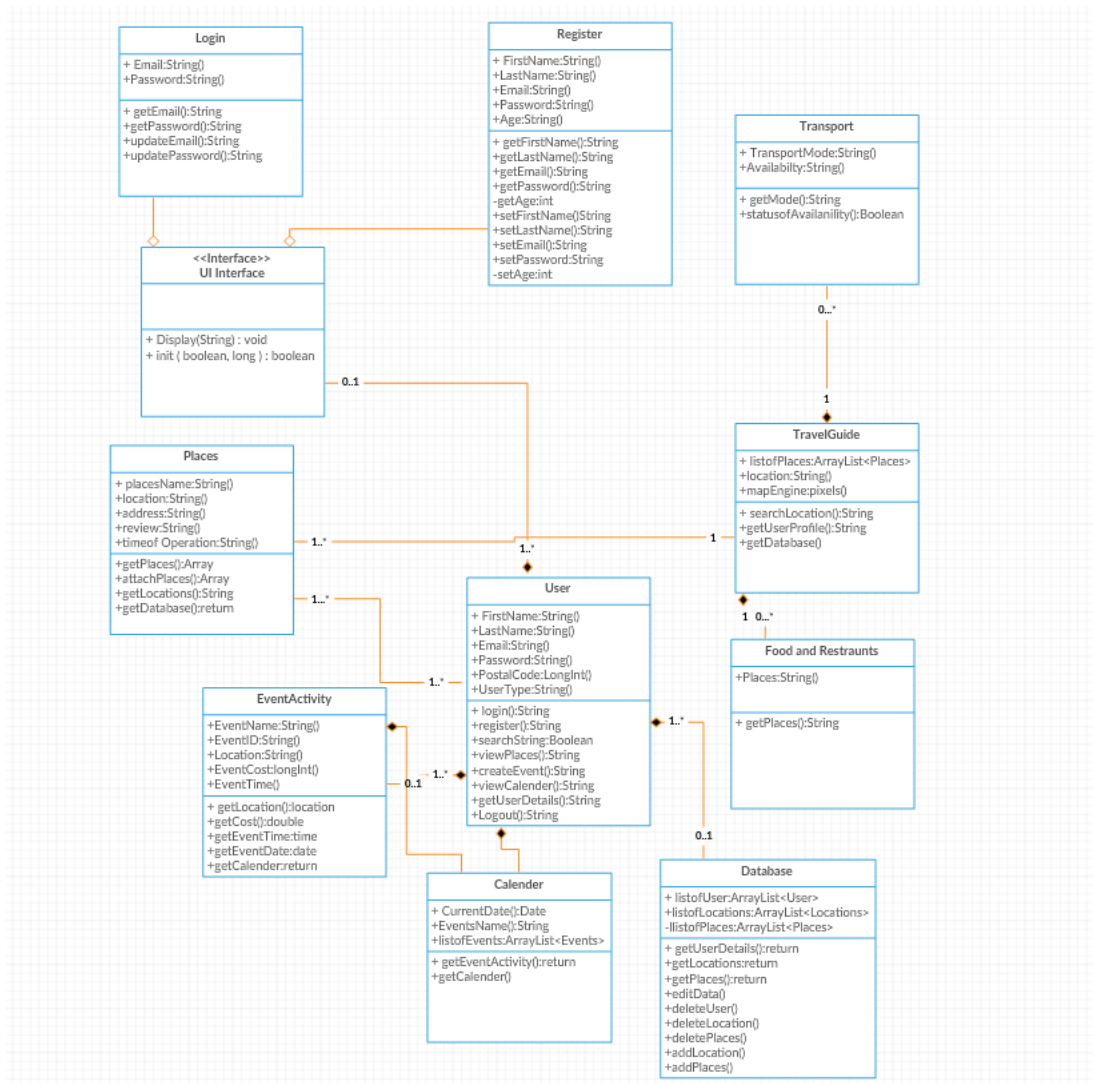 Login
+ Email:String()
+Password:String()
+ getEmail():String
+getPassword():String
+updateEmail():String
+updatePassword():String
Register
+ FirstName:String()
+LastName:String()
+Email:String()
+Password:String()
+Age:String()
+ getFirstName():String
+getLastName():String
+getEmail():String
+getPassword():String
-getAge:int
+setFirstName()String
+setLastName():String
+setEmail():String
+setPassword:String
-setAge:int
Transport
+ TransportMode:String()
+Availabilty:String()
+ getMode():String
+statusofAvailanility():Boolean
<<Interface>>
UI Interface
+ Display(String) : void
+ init ( boolean, long ) : boolean
0...*
0..1
1
TravelGuide
+ listofPlaces:ArrayList<Places>
+location:String()
+mapEngine:pixels()
+ searchLocation():String
+getUserProfile():String
+getDatabase()
Places
+ placesName:String()
+location:String()
+address:String()
+review:String()
+timeof Operation:String()
+getPlaces():Array
+attachPlaces():Array
+getLocations():String
+getDatabase():return
1..*
1
1..*
1..*
1..*
User
+ FirstName:String()
+LastName:String()
+Email:String()
+Password:String()
+PostalCode:LongInt()
+UserType:String()
+ login():String
+register():String
+searchString:Boolean
+viewPlaces():String
+createEvent():String
+viewCalender():String
+getUserDetails():String
+Logout():String
1 0...*
Food and Restraunts
+Places:String()
+ getPlaces():String
EventActivity
+EventName:String()
+EventID:String()
+Location:String()
+EventCost:longInt()
+EventTime()
+ getLocation():location
+getCost():double
+getEventTime:time
+getEventDate:date
+getCalender:return
1..*
0..1
1..*
0..1
Calender
+ CurrentDate():Date
+EventsName():String
+listofEvents:ArrayList<Events>
+ getEventActivity():return
+getCalender()
Database
+ listofUser:ArrayList<User>
+listofLocations:ArrayList<Locations>
-llistofPlaces:ArrayList<Places>
+ getUserDetails():return
+getLocations:return
+getPlaces():return
+editData()
+deleteUser()
+deleteLocation()
+deletePlaces()
+addLocation()
+addPlaces()